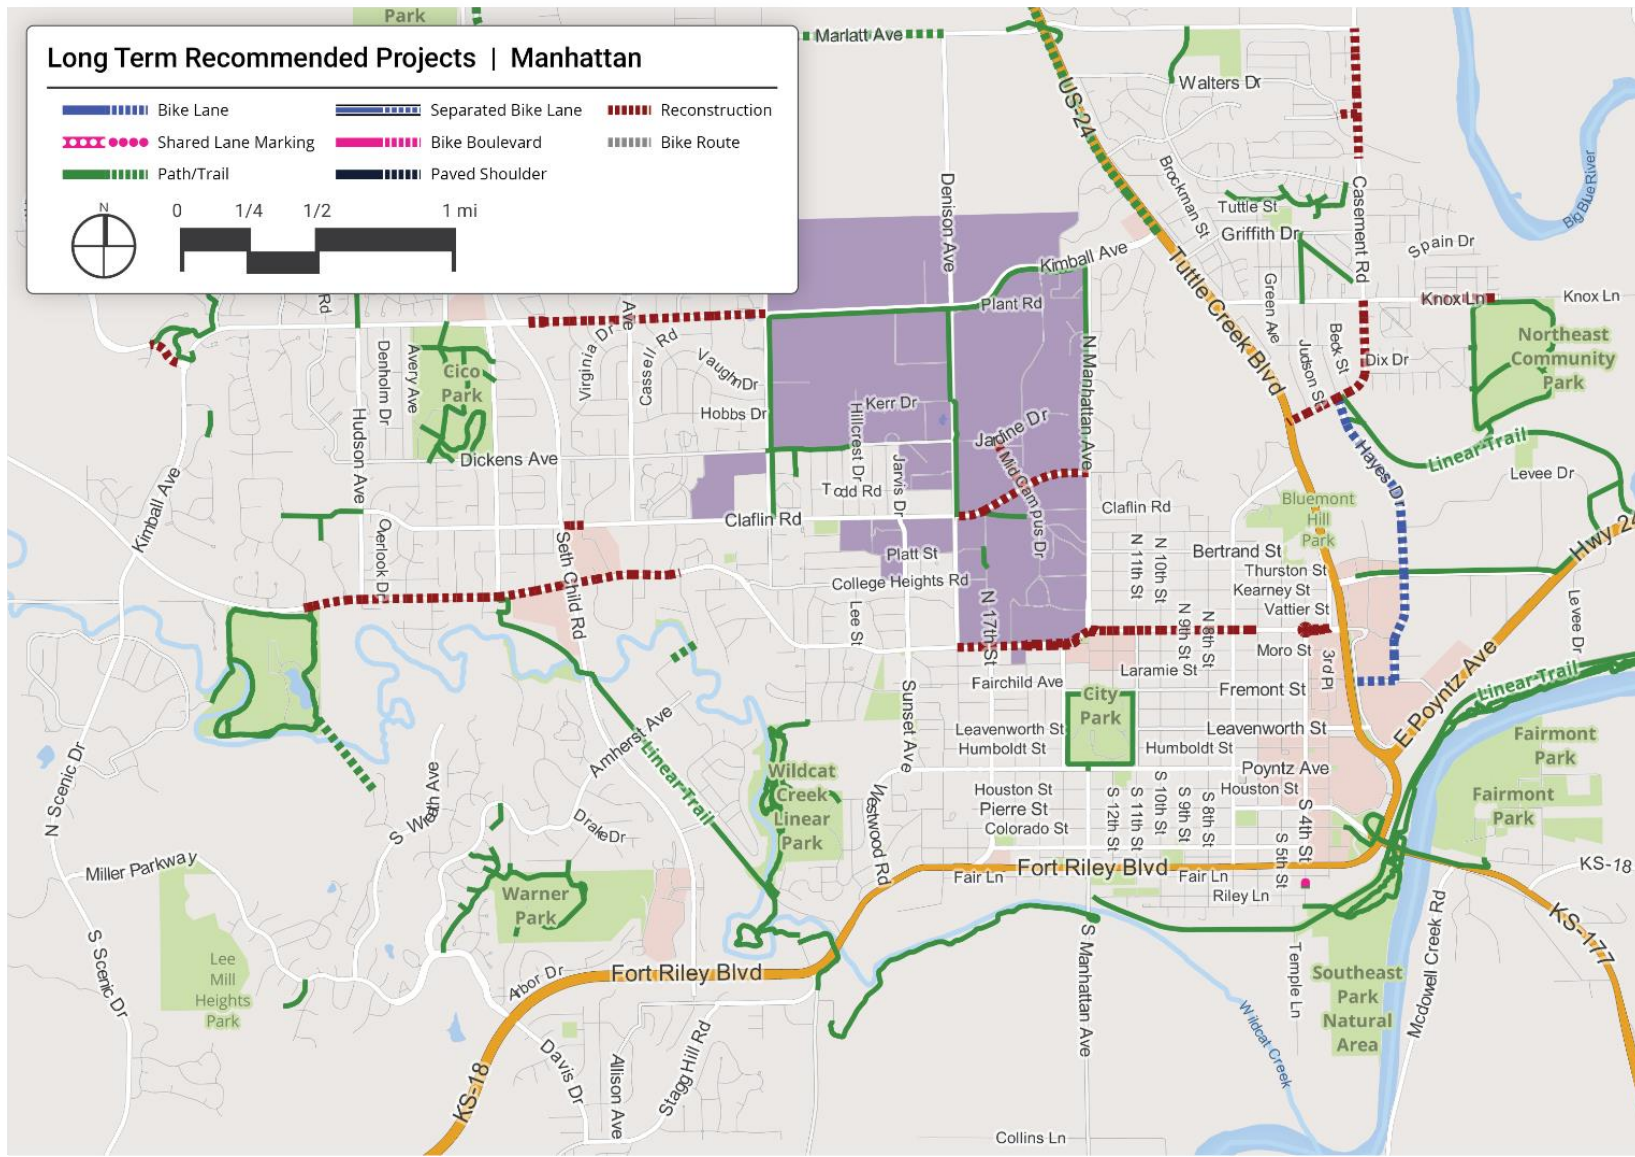 Park
Long Term Recommended Projects | Manhattan
Bike Lane
Separated Bike Lane
Reconstruction
Shared Lane Marking
Bike Boulevard
Bike Route
Path/Trail
Paved Shoulder
N
0 1/4 1/2 1 mi
Marlatt Ave
US-24
Walters Dr
Brockman St
Casement Rd
Big Blue River
Denison Ave
Tuttle St
Griffith Dr
Spain Dr
Kimball Ave
Tuttle Creek Blvd
Green Ave
Knox Ln
Knox Ln
Plant Rd
Rd
Ave
Virginia Dr
Cassell Rd
Vaughn Dr
Denholm Dr
Avery Ave
Cico
Park
N Manhattan Ave
Judson St
Beck St
Dix Dr
Northeast
Community
Park
Hobbs Dr
Kerr Dr
Hillcrest Dr
Jardine Dr
Mid Campus Dr
Hudson Ave
Dickens Ave
Jarvis Dr
Todd Rd
Hayes Dr
Linear Trail
Levee Dr
Kimball Ave
Overlook Dr
Claflin Rd
Claflin Rd
Bluemont
Hill
Park
Hwy 24
Seth Child Rd
Platt St
College Heights Rd
N 11th St
N 10th St
Bertrand St
Thurston St
Kearney St
Vattier St
Lee St
N 17th St
N 9th St
N 8th St
Moro St
3rd Pl
Levee Dr
Laramie St
Fairchild Ave
Fremont St
City
Park
Linear Trail
E Poyntz Ave
Sunset Ave
Leavenworth St
Leavenworth St
Humboldt St
Humboldt St
Amherst Ave
Linear Trail
N Scenic Dr
Wildcat
Creek
Linear
Park
Poyntz Ave
Houston St
Houston St
Fairmont
Park
Fairmont
Park
Westwood Rd
Pierre St
Colorado St
S 12th St
S 11th St
S 10th St
S 9th St
S 8th St
S 4th St
S 5th St
Drake Dr
Miller Parkway
Fair Ln
Fort Riley Blvd
Fair Ln
Riley Ln
KS-18
Warner
Park
KS-177
S Scenic Dr
Lee
Mill
Heights
Park
Arbor Dr
Fort Riley Blvd
S Manhattan Ave
Temple Ln
Southeast
Park
Natural
Area
Mcdowell Creek Rd
Wildcat Creek
KS-18
Davis Dr
Allison Ave
Stagg Hill Rd
Collins Ln